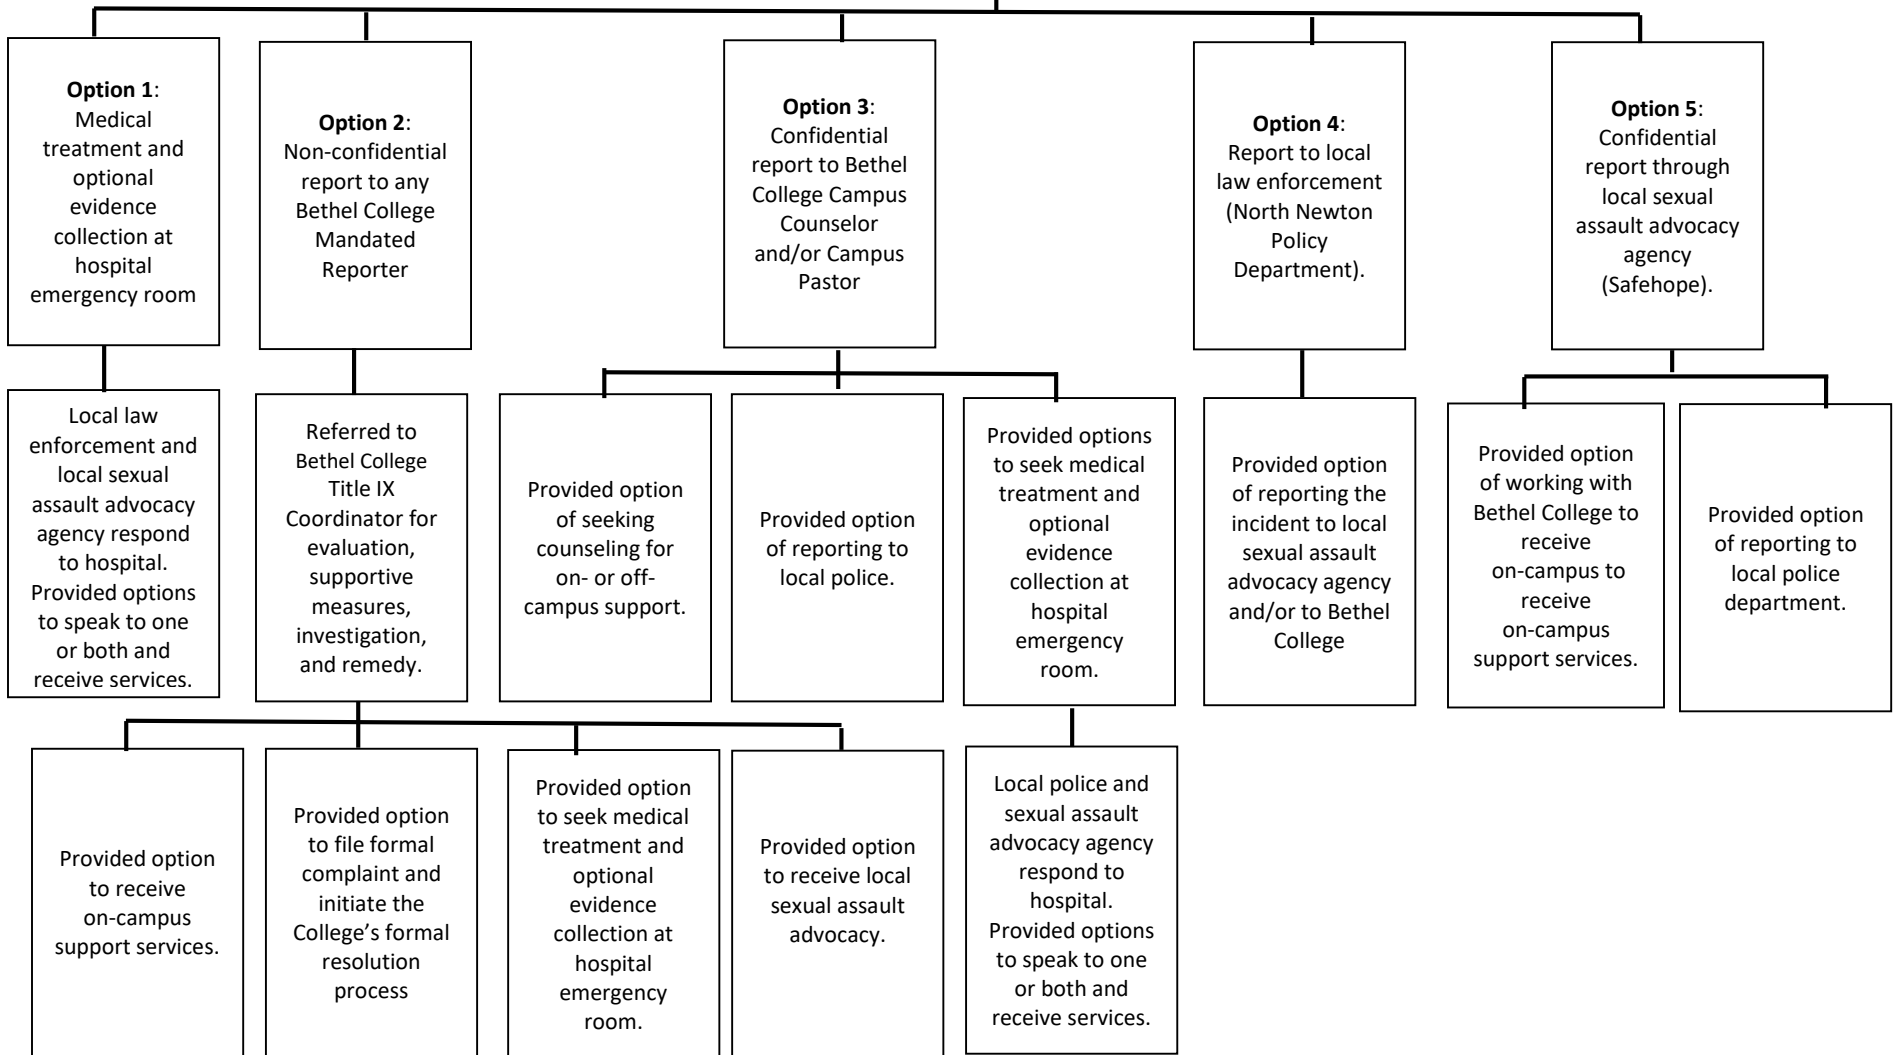 Option 1:
Medical
treatment and
optional
evidence
collection at
hospital
emergency room
Option 2:
Non-confidential
report to any
Bethel College
Mandated
Reporter
Option 3:
Confidential
report to Bethel
College Campus
Counselor
and/or Campus
Pastor
Option 4:
Report to local
law enforcement
(North Newton
Policy
Department).
Option 5:
Confidential
report through
local sexual
assault advocacy
agency
(Safehope).
Local law
enforcement and
local sexual
assault advocacy
agency respond
to hospital.
Provided options
to speak to one
or both and
receive services.
Referred to
Bethel College
Title IX
Coordinator for
evaluation,
supportive
measures,
investigation,
and remedy.
Provided option
of seeking
counseling for
on- or off-
campus support.
Provided option
of reporting to
local police.
Provided options
to seek medical
treatment and
optional
evidence
collection at
hospital
emergency
room.
Provided option
of reporting the
incident to local
sexual assault
advocacy agency
and/or to Bethel
College
Provided option
of working with
Bethel College to
receive
on-campus to
receive
on-campus
support services.
Provided option
of reporting to
local police
department.
Provided option
to receive
on-campus
support services.
Provided option
to file formal
complaint and
initiate the
College’s formal
resolution
process
Provided option
to seek medical
treatment and
optional
evidence
collection at
hospital
emergency
room.
Provided option
to receive local
sexual assault
advocacy.
Local police and
sexual assault
advocacy agency
respond to
hospital.
Provided options
to speak to one
or both and
receive services.